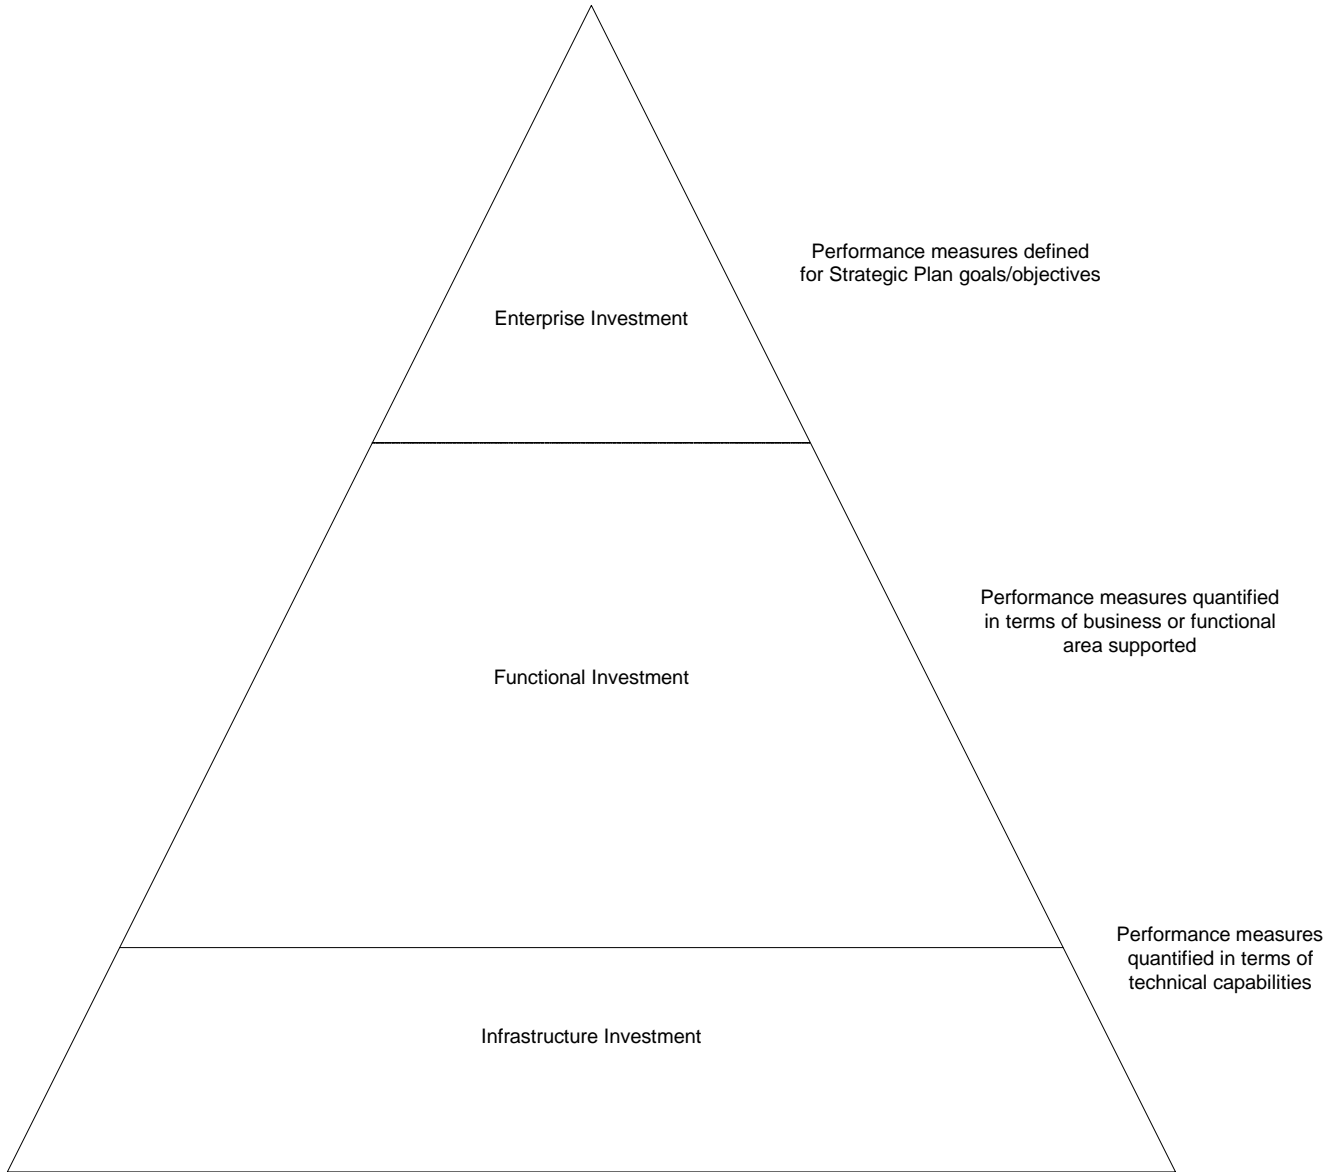 Performance measures defined
for Strategic Plan goals/objectives
Enterprise Investment
Performance measures quantified
in terms of business or functional
area supported
Functional Investment
Performance measures
quantified in terms of
technical capabilities
Infrastructure Investment